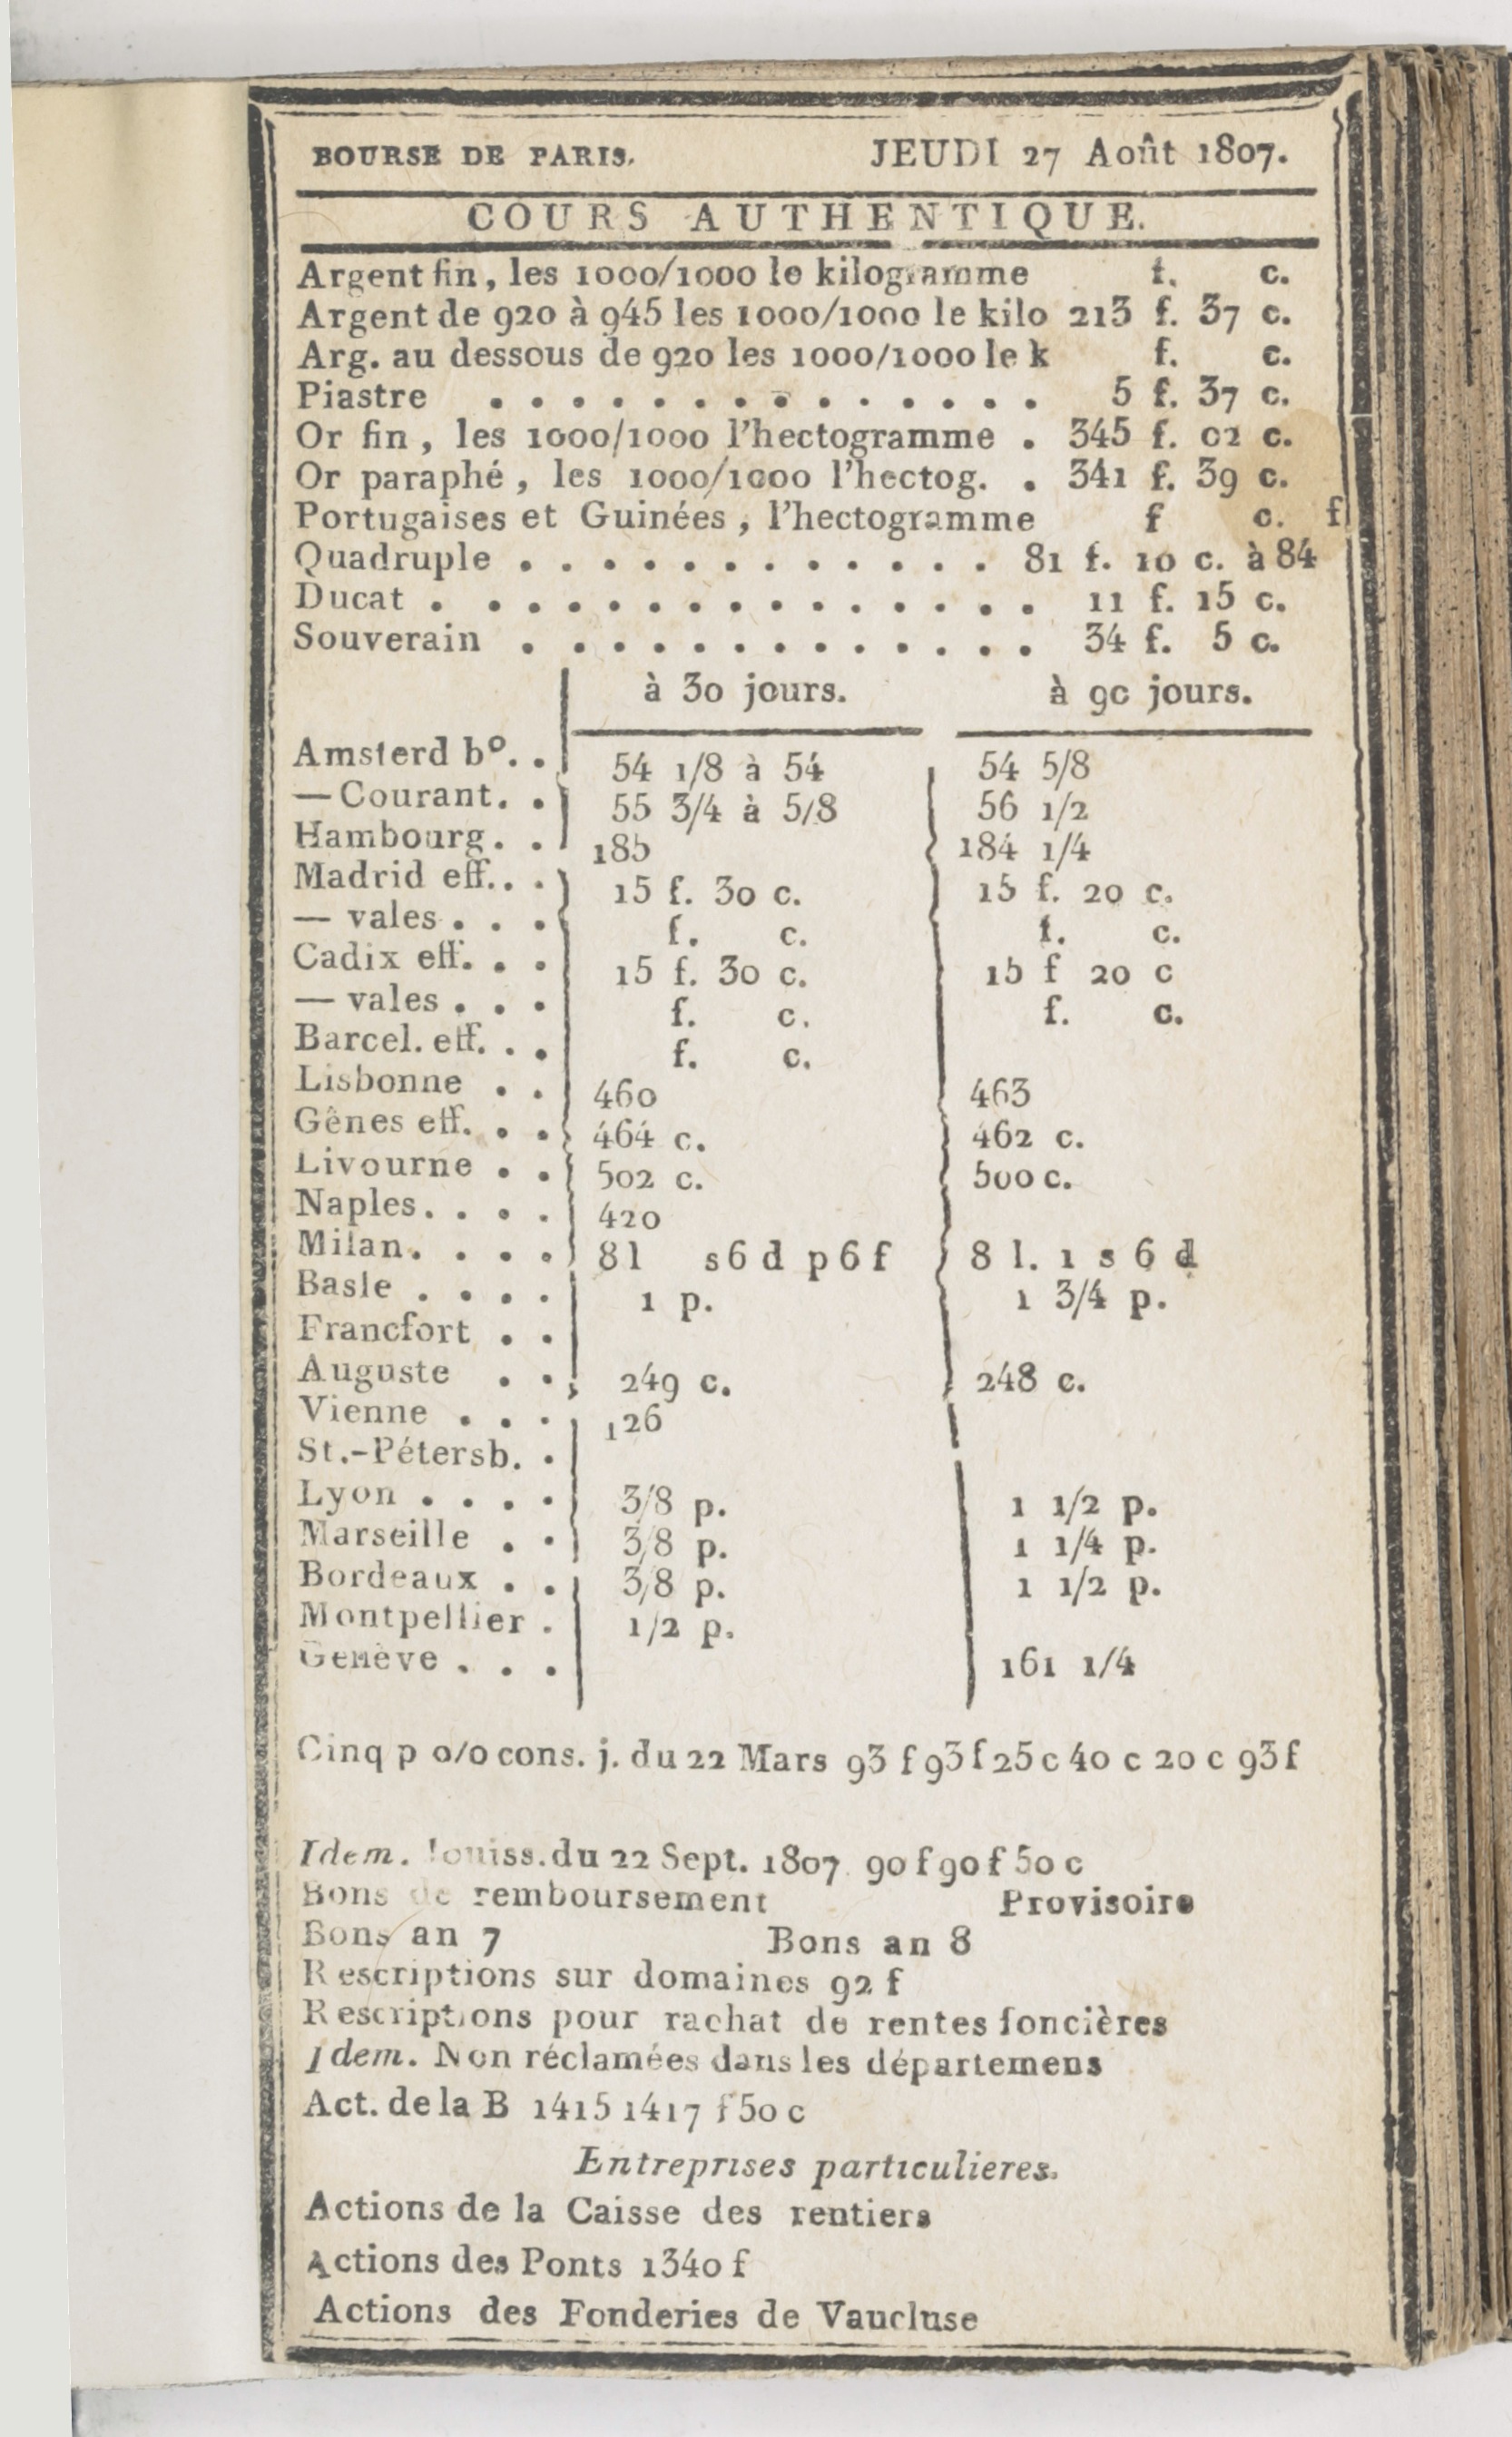 BOURSE DE PARIS. JEUDI 27 Août 1807.
COURS AUTHENTIQUE.
Argent fin, les 1000/1000 le kilogramme f. c.
Argent de 920 à 945 les 1000/1000 le kilo 213 f. 37 c.
Arg. au dessous de 920 les 1000/1000 le k f. c.
Piastre . . . . . . . . . . . . . . 5 f. 37 c.
Or fin, les 1000/1000 l'hectogramme . 345 f. 02 c.
Or paraphé, les 1000/1000 l'hectog. . 341 f. 39 c.
Portugaises et Guinées, l'hectogramme f c. f
Quadruple . . . . . . . . . . . . 81 f. 10 c. à 84
Ducat . . . . . . . . . . . . . . . 11 f. 15 c.
Souverain . . . . . . . . . . . . . 34 f. 5 c.
à 30 jours. à 90 jours.
Amsterd b°. . 54 1/8 à 54 54 5/8
— Courant. . 55 3/4 à 5/8 56 1/2
Hambourg. . 185 184 1/4
Madrid eff.. . 15 f. 30 c. 15 f. 20 c.
— vales . . . f. c. f. c.
Cadix eff. . . 15 f. 30 c. 15 f 20 c
— vales . . . f. c. f. c.
Barcel. eff. . . f. c.
Lisbonne . . 460 463
Gênes eff. . . 464 c. 462 c.
Livourne . . 502 c. 500 c.
Naples. . . . 420
Milan. . . . 8 l s 6 d p 6 f 8 l. 1 s 6 d
Basle . . . . 1 p. 1 3/4 p.
Francfort . .
Auguste . . 249 c. 248 c.
Vienne . . . 126
St.-Pétersb. .
Lyon . . . . 3/8 p. 1 1/2 p.
Marseille . . 3/8 p. 1 1/4 p.
Bordeaux . . 3/8 p. 1 1/2 p.
Montpellier . 1/2 p.
Genève . . . 161 1/4
Cinq p 0/0 cons. j. du 22 Mars 93 f 93 f 25 c 40 c 20 c 93 f
Idem. Jouiss. du 22 Sept. 1807 90 f 90 f 50 c
Bons de remboursement Provisoire
Bons an 7 Bons an 8
Rescriptions sur domaines 92 f
Rescriptions pour rachat de rentes foncières
Idem. Non réclamées dans les départemens
Act. de la B 1415 1417 f 50 c
Entreprises particulieres.
Actions de la Caisse des rentiers
Actions des Ponts 1340 f
Actions des Fonderies de Vaucluse